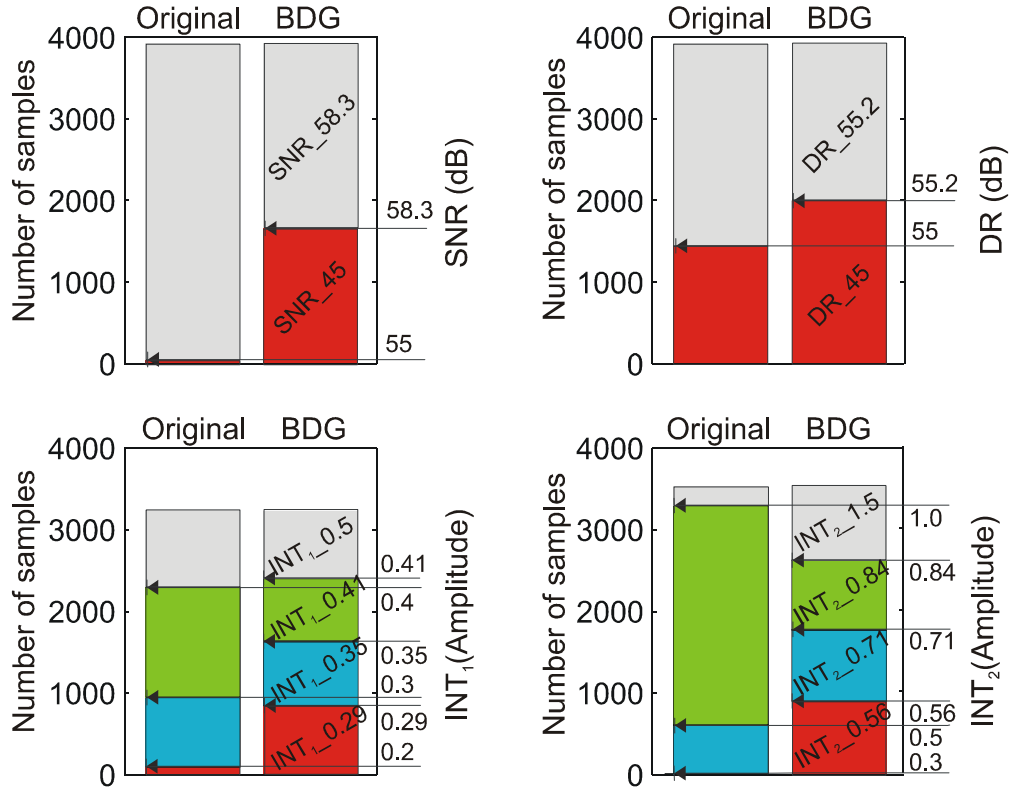 Original BDG
4000
3000
2000
1000
0
Number of samples
SNR_58.3
SNR_45
58.3
55
SNR (dB)
Original BDG
4000
3000
2000
1000
0
Number of samples
DR_55.2
DR_45
55.2
55
DR (dB)
Original BDG
4000
3000
2000
1000
0
Number of samples
INT₁_0.5
INT₁_0.41
INT₁_0.35
INT₁_0.29
0.41
0.4
0.35
0.3
0.29
0.2
INT₁(Amplitude)
Original BDG
4000
3000
2000
1000
0
Number of samples
INT₂_1.5
INT₂_0.84
INT₂_0.71
INT₂_0.56
1.0
0.84
0.71
0.56
0.5
0.3
INT₂(Amplitude)